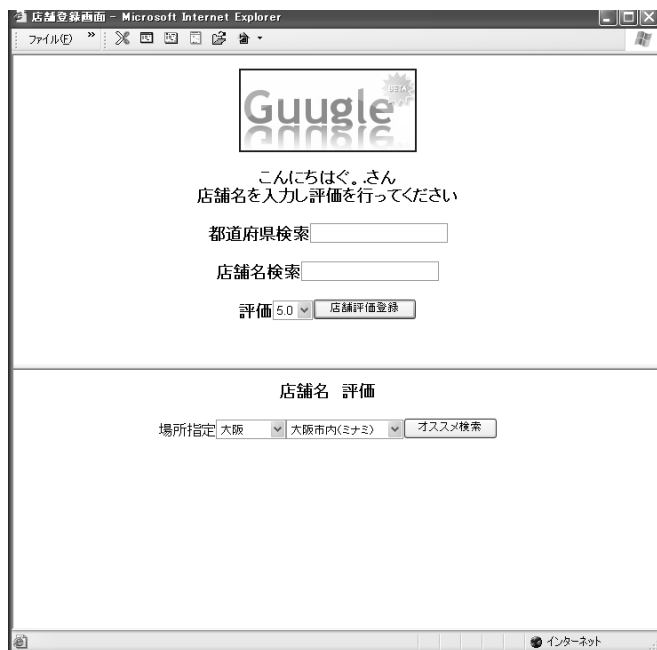 店舗登録画面 - Microsoft Internet Explorer
ファイル(F) »
Guugle BETA
こんにちはぐ。.さん
店舗名を入力し評価を行ってください
都道府県検索
店舗名検索
評価 5.0 店舗評価登録
店舗名 評価
場所指定 大阪 大阪市内(ミナミ) オススメ検索
インターネット